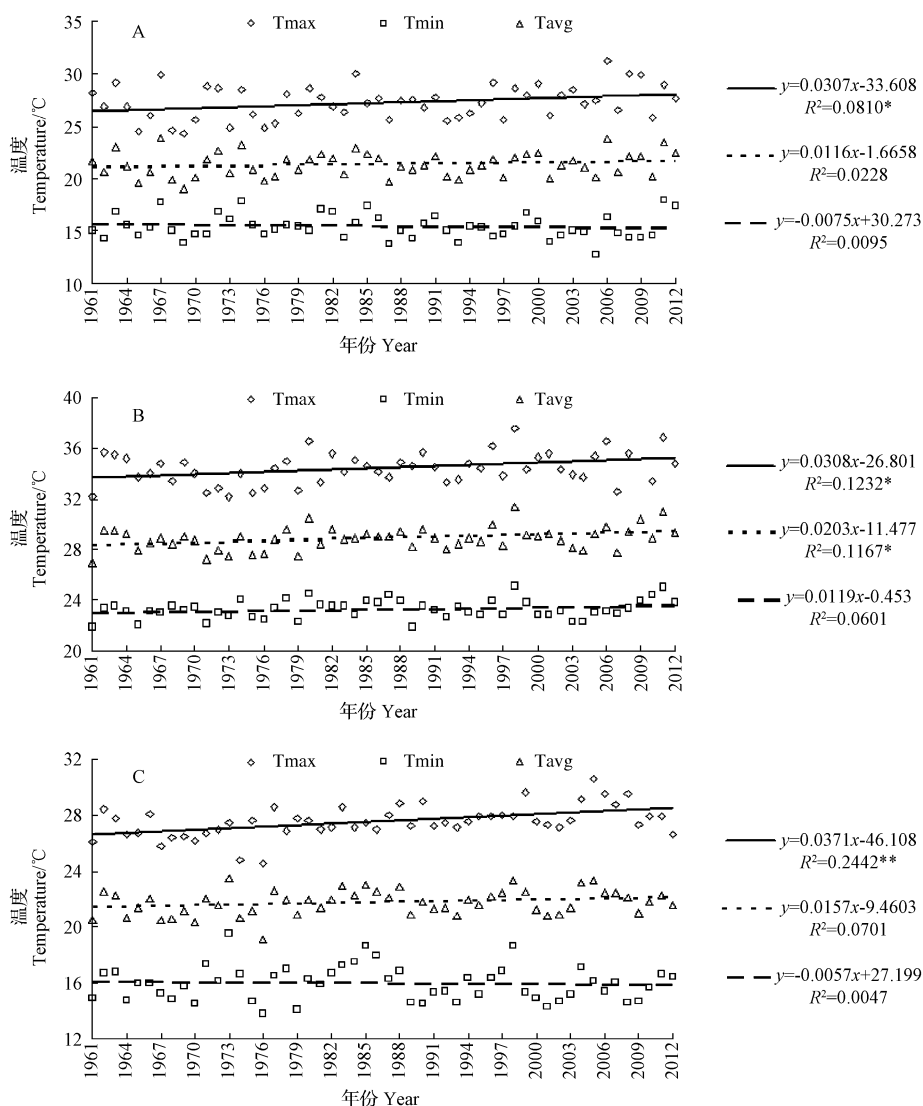 A ◇ Tmax □ Tmin △ Tavg
35
30
25
20
15
10
温度
Temperature/℃
1961 1964 1967 1970 1973 1976 1979 1982 1985 1988 1991 1994 1997 2000 2003 2006 2009 2012
年份 Year
y=0.0307x-33.608
R²=0.0810*
y=0.0116x-1.6658
R²=0.0228
y=-0.0075x+30.273
R²=0.0095
B ◇ Tmax □ Tmin △ Tavg
40
36
32
28
24
20
温度
Temperature/℃
1961 1964 1967 1970 1973 1976 1979 1982 1985 1988 1991 1994 1997 2000 2003 2006 2009 2012
年份 Year
y=0.0308x-26.801
R²=0.1232*
y=0.0203x-11.477
R²=0.1167*
y=0.0119x-0.453
R²=0.0601
C ◇ Tmax □ Tmin △ Tavg
32
28
24
20
16
12
温度
Temperature/℃
1961 1964 1967 1970 1973 1976 1979 1982 1985 1988 1991 1994 1997 2000 2003 2006 2009 2012
年份 Year
y=0.0371x-46.108
R²=0.2442**
y=0.0157x-9.4603
R²=0.0701
y=-0.0057x+27.199
R²=0.0047